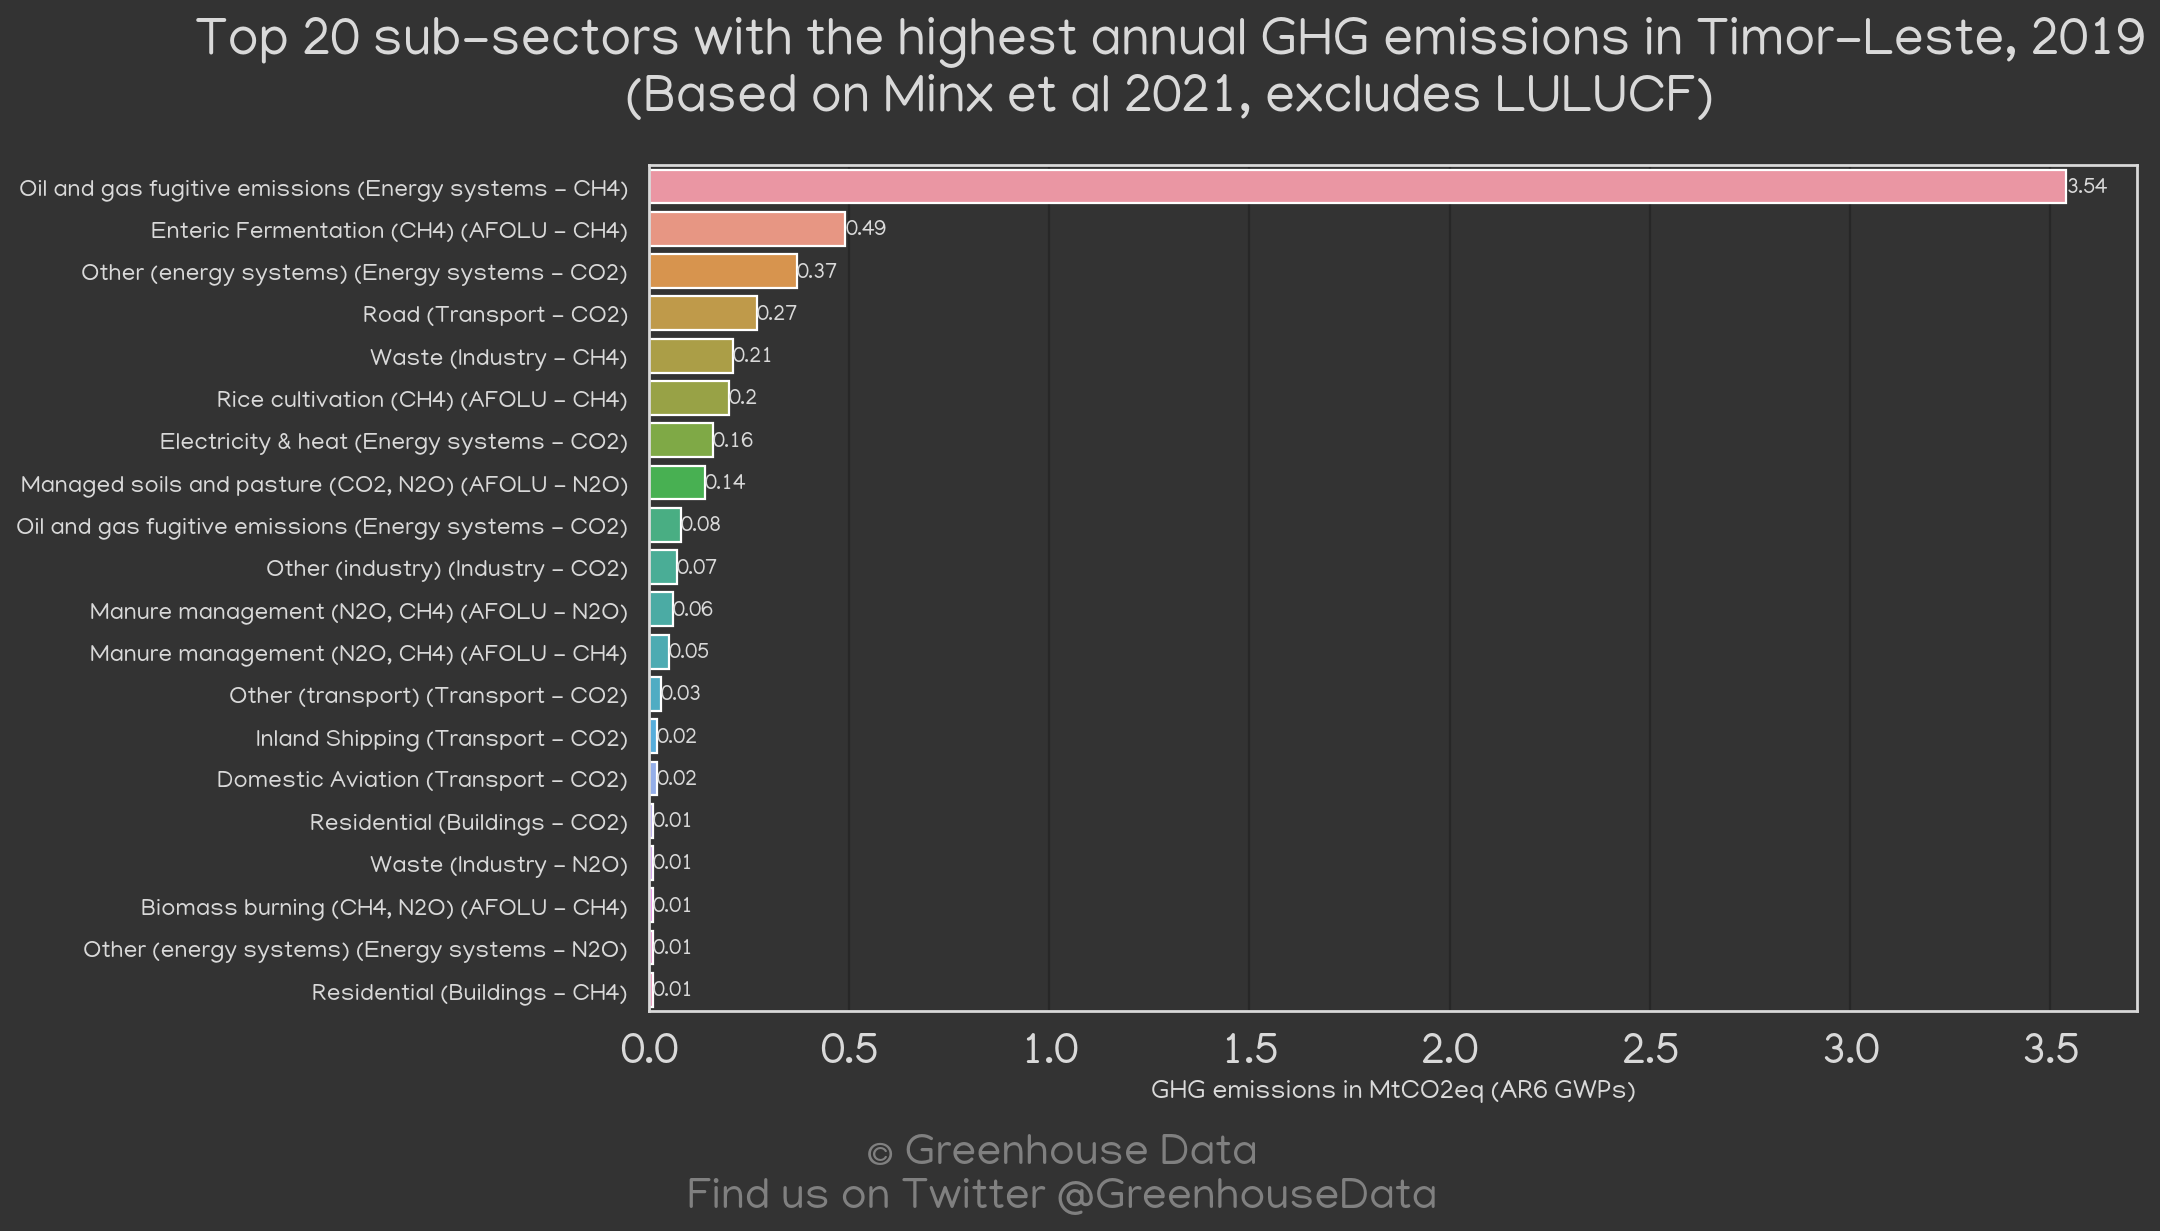 Top 20 sub-sectors with the highest annual GHG emissions in Timor-Leste, 2019
(Based on Minx et al 2021, excludes LULUCF)
Oil and gas fugitive emissions (Energy systems - CH4) 3.54
Enteric Fermentation (CH4) (AFOLU - CH4) 0.49
Other (energy systems) (Energy systems - CO2) 0.37
Road (Transport - CO2) 0.27
Waste (Industry - CH4) 0.21
Rice cultivation (CH4) (AFOLU - CH4) 0.2
Electricity & heat (Energy systems - CO2) 0.16
Managed soils and pasture (CO2, N2O) (AFOLU - N2O) 0.14
Oil and gas fugitive emissions (Energy systems - CO2) 0.08
Other (industry) (Industry - CO2) 0.07
Manure management (N2O, CH4) (AFOLU - N2O) 0.06
Manure management (N2O, CH4) (AFOLU - CH4) 0.05
Other (transport) (Transport - CO2) 0.03
Inland Shipping (Transport - CO2) 0.02
Domestic Aviation (Transport - CO2) 0.02
Residential (Buildings - CO2) 0.01
Waste (Industry - N2O) 0.01
Biomass burning (CH4, N2O) (AFOLU - CH4) 0.01
Other (energy systems) (Energy systems - N2O) 0.01
Residential (Buildings - CH4) 0.01
0.0 0.5 1.0 1.5 2.0 2.5 3.0 3.5
GHG emissions in MtCO2eq (AR6 GWPs)
© Greenhouse Data
Find us on Twitter @GreenhouseData